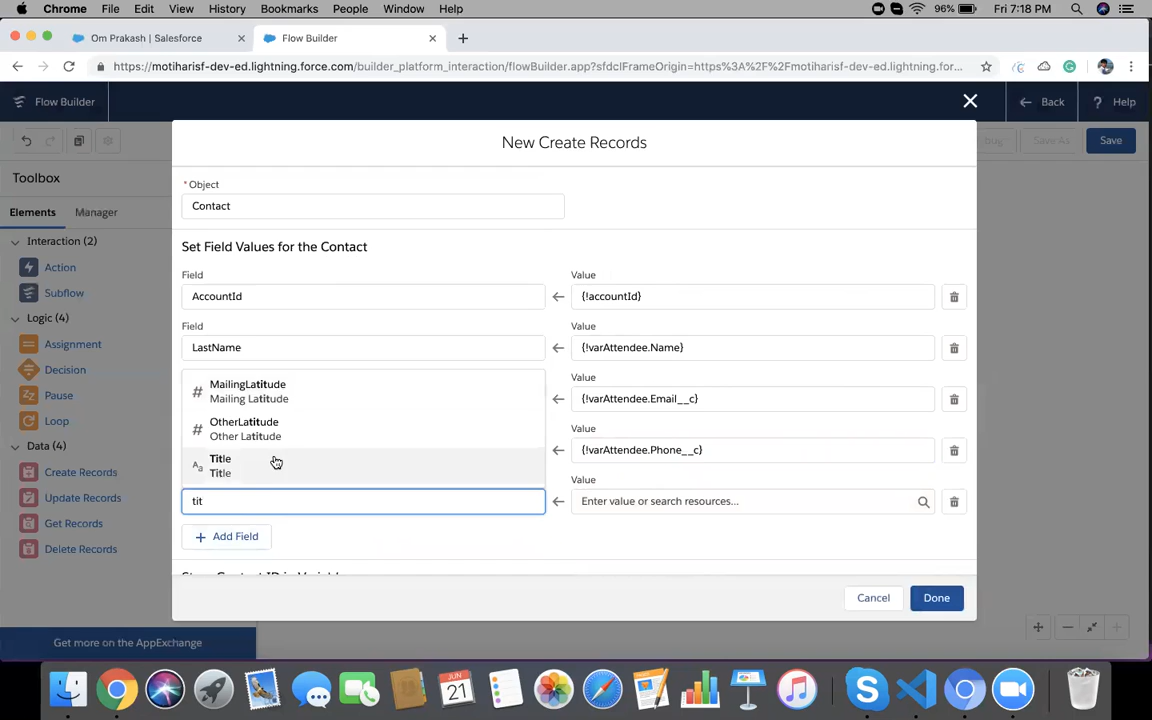 Chrome File Edit View History Bookmarks People Window Help 96% Fri 7:18 PM
Om Prakash | Salesforce
Flow Builder
https://motiharisf-dev-ed.lightning.force.com/builder_platform_interaction/flowBuilder.app?sfdcIFrameOrigin=https%3A%2F%2Fmotiharisf-dev-ed.lightning.for...
Flow Builder
Back
? Help
Save As
Save
Toolbox
Elements
Manager
Interaction (2)
Action
Subflow
Logic (4)
Assignment
Decision
Pause
Loop
Data (4)
Create Records
Update Records
Get Records
Delete Records
Get more on the AppExchange
New Create Records
* Object
Contact
Set Field Values for the Contact
Field
Value
AccountId
{!accountId}
Field
Value
LastName
{!varAttendee.Name}
Value
{!varAttendee.Email__c}
Value
{!varAttendee.Phone__c}
Value
MailingLatitude
Mailing Latitude
OtherLatitude
Other Latitude
Title
Title
tit
Enter value or search resources...
+ Add Field
Cancel
Done
JUN
21